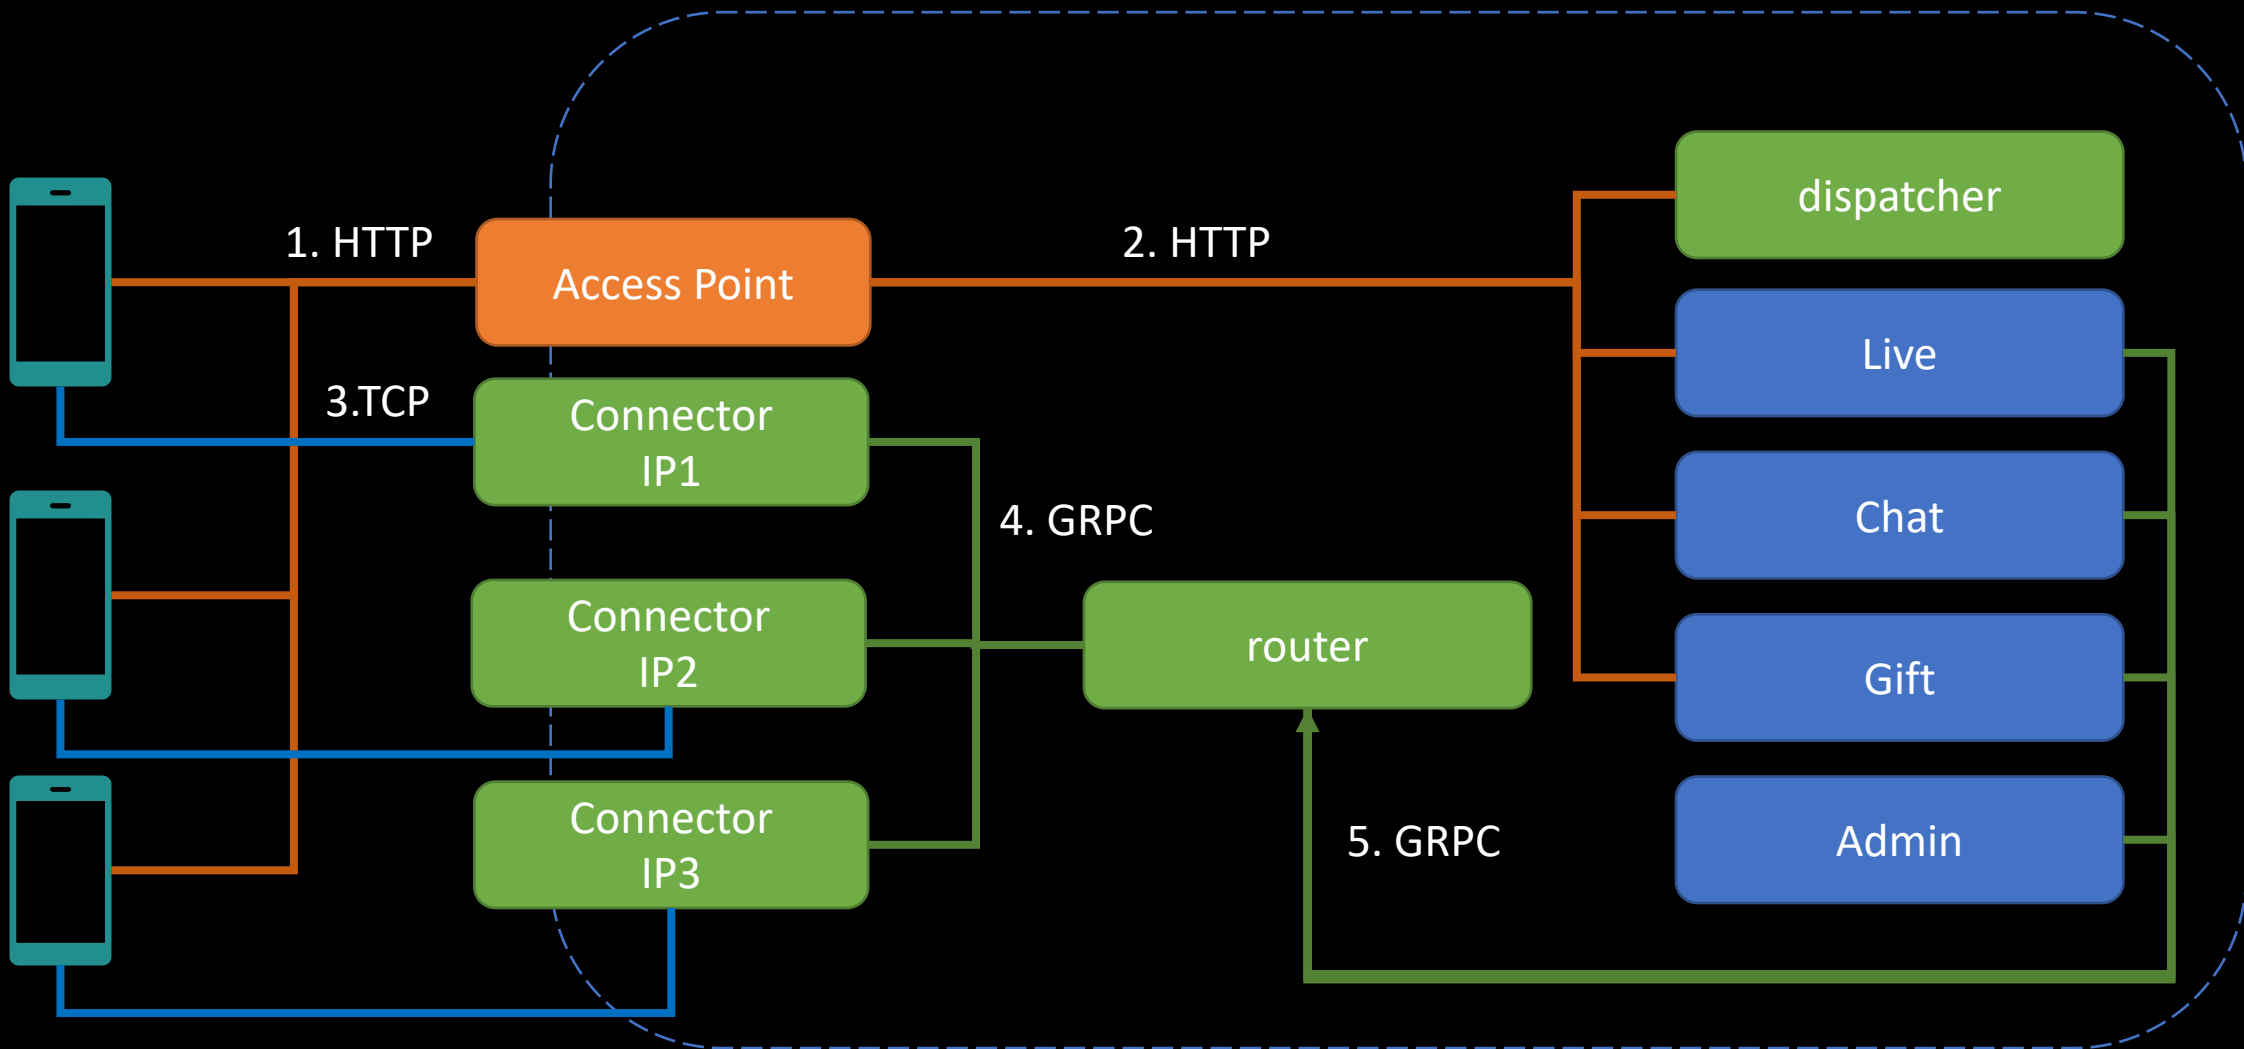 dispatcher
1. HTTP
2. HTTP
Access Point
Live
3.TCP
Connector
IP1
4. GRPC
Chat
Connector
IP2
router
Gift
Connector
IP3
5. GRPC
Admin